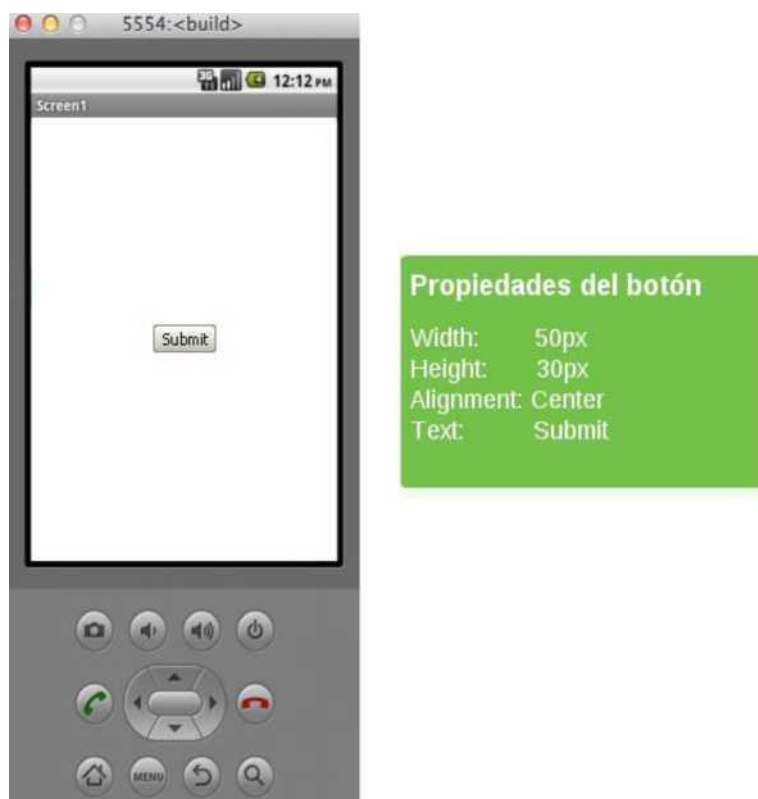 5554:<build>
3G
12:12 PM
Screen1
Submit
Propiedades del botón
Width: 50px
Height: 30px
Alignment: Center
Text: Submit
MENU